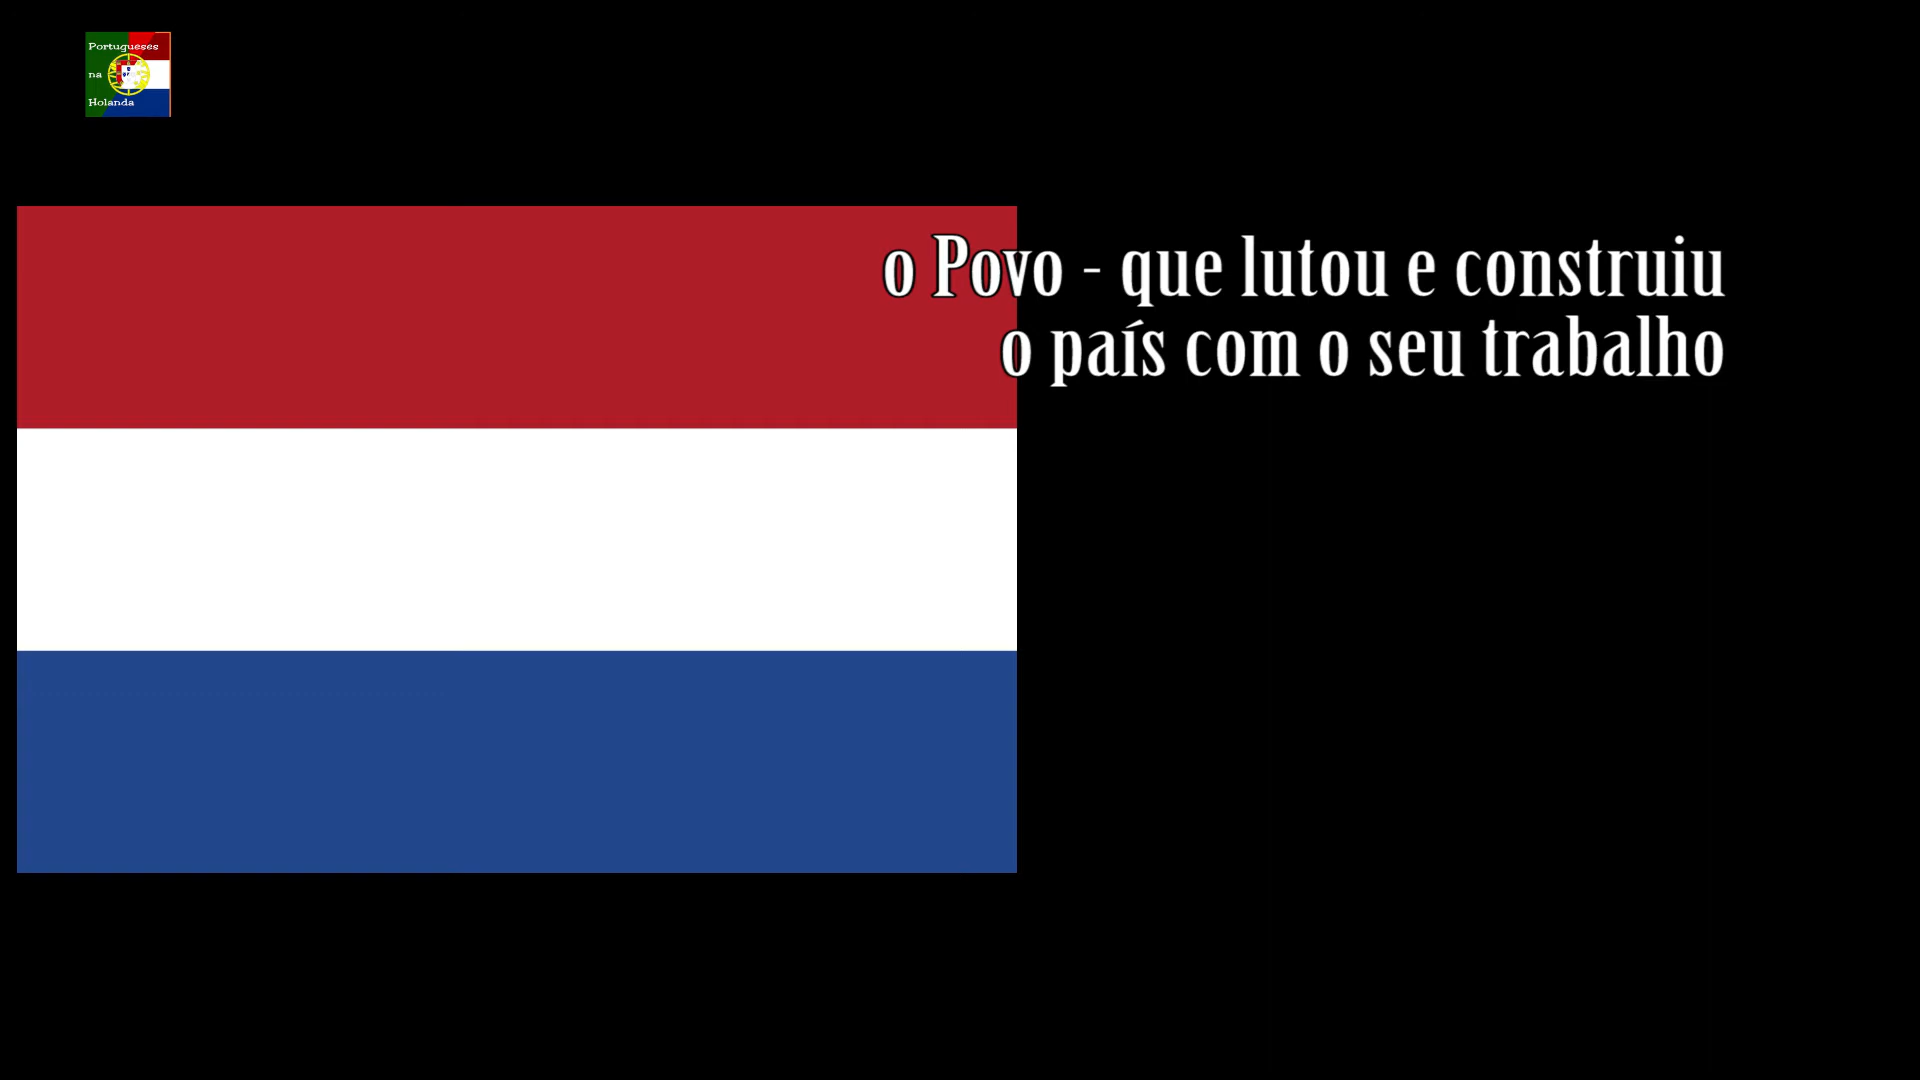 Portugueses
na
Holanda
o Povo - que lutou e construiu
o país com o seu trabalho